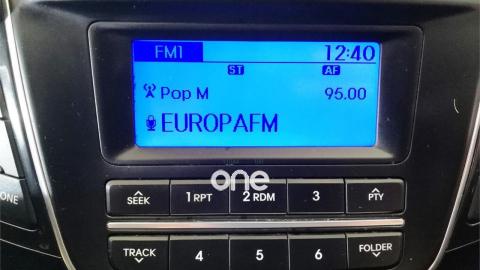 FM1 12:40
ST AF
Pop M 95.00
EUROPAFM
one
SEEK 1 RPT 2 RDM 3 PTY
TRACK 4 5 6 FOLDER